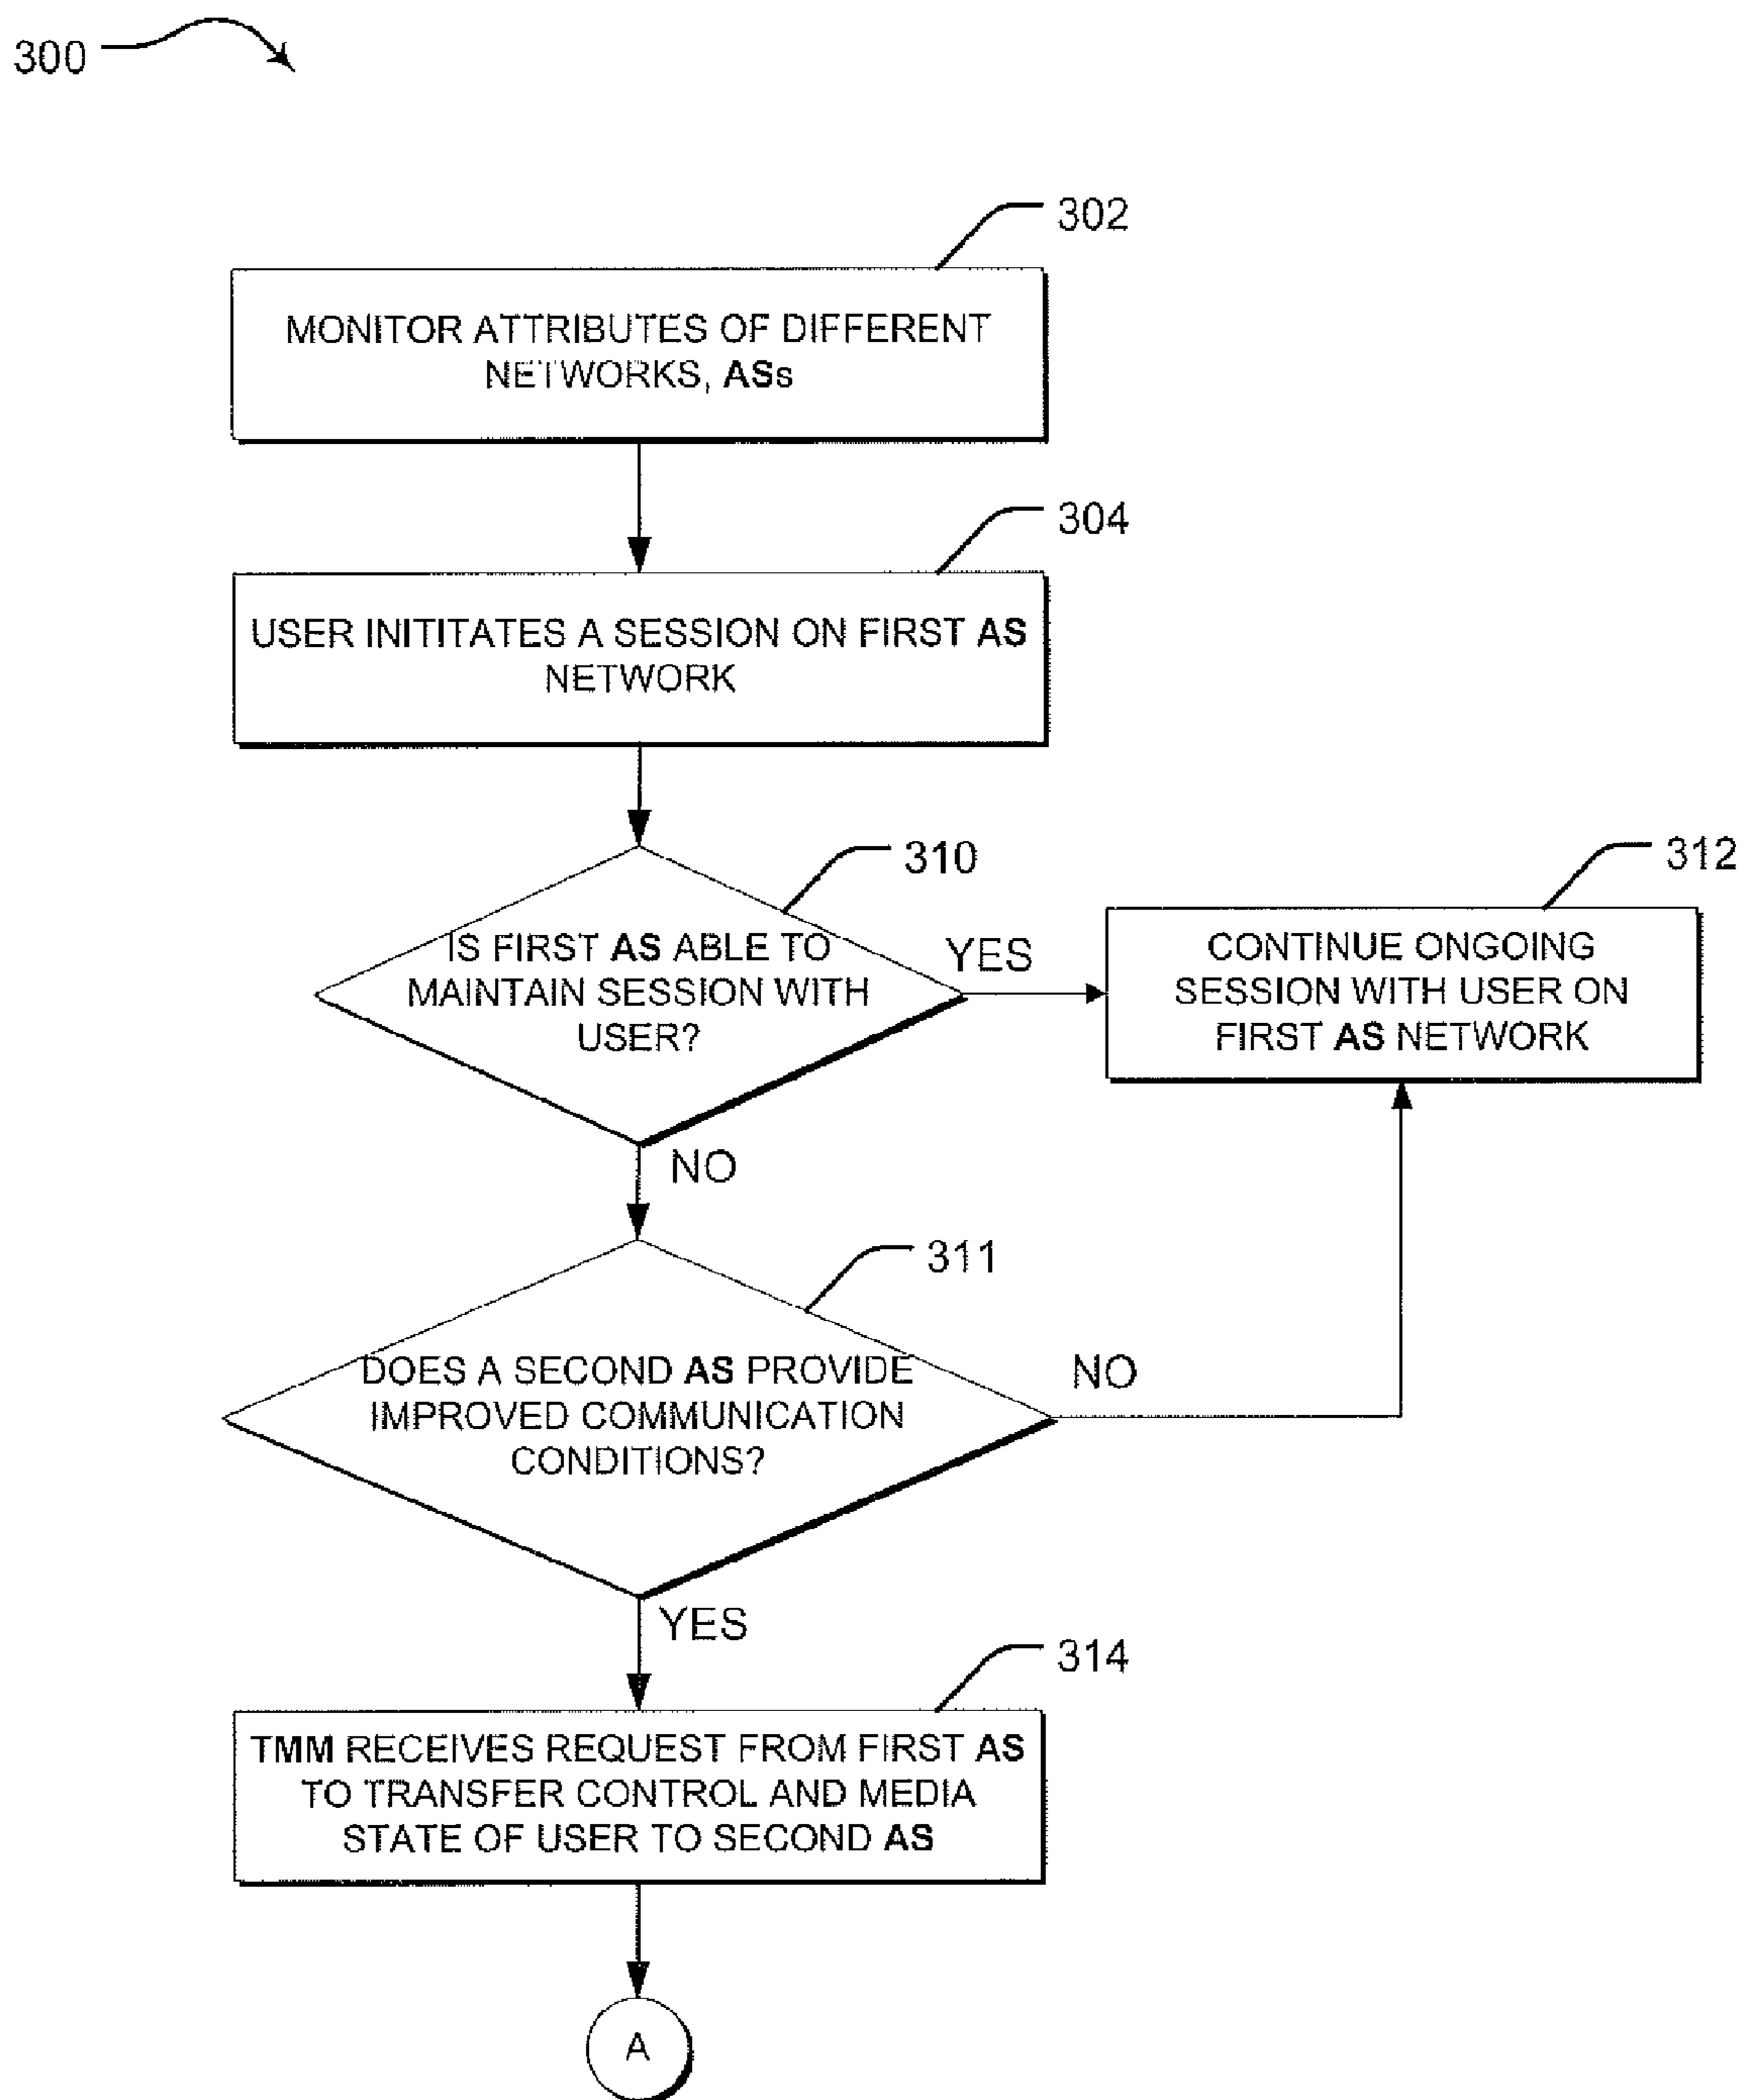 300
302
MONITOR ATTRIBUTES OF DIFFERENT
NETWORKS, ASs
304
USER INITITATES A SESSION ON FIRST AS
NETWORK
310
IS FIRST AS ABLE TO
MAINTAIN SESSION WITH
USER?
YES
312
CONTINUE ONGOING
SESSION WITH USER ON
FIRST AS NETWORK
NO
311
DOES A SECOND AS PROVIDE
IMPROVED COMMUNICATION
CONDITIONS?
NO
YES
314
TMM RECEIVES REQUEST FROM FIRST AS
TO TRANSFER CONTROL AND MEDIA
STATE OF USER TO SECOND AS
A